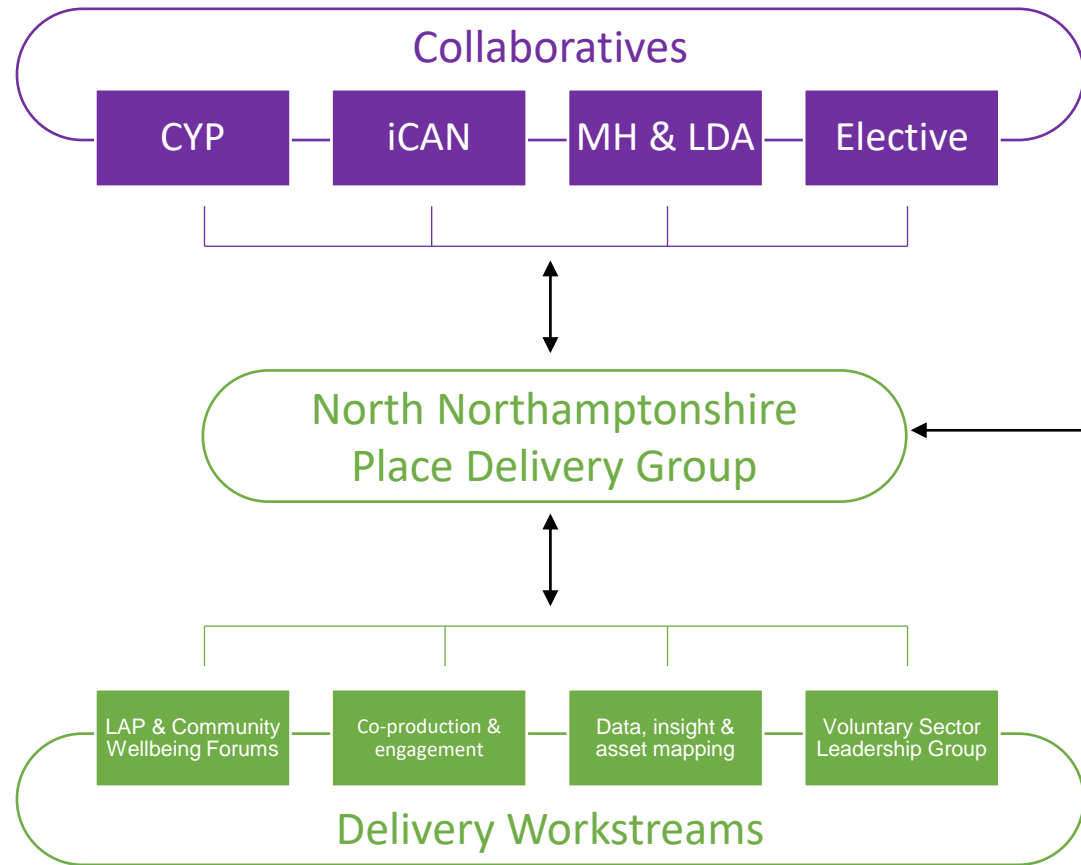 Collaboratives
CYP
iCAN
MH & LDA
Elective
North Northamptonshire
Place Delivery Group
LAP & Community
Wellbeing Forums
Co-production &
engagement
Data, insight &
asset mapping
Voluntary Sector
Leadership Group
Delivery Workstreams